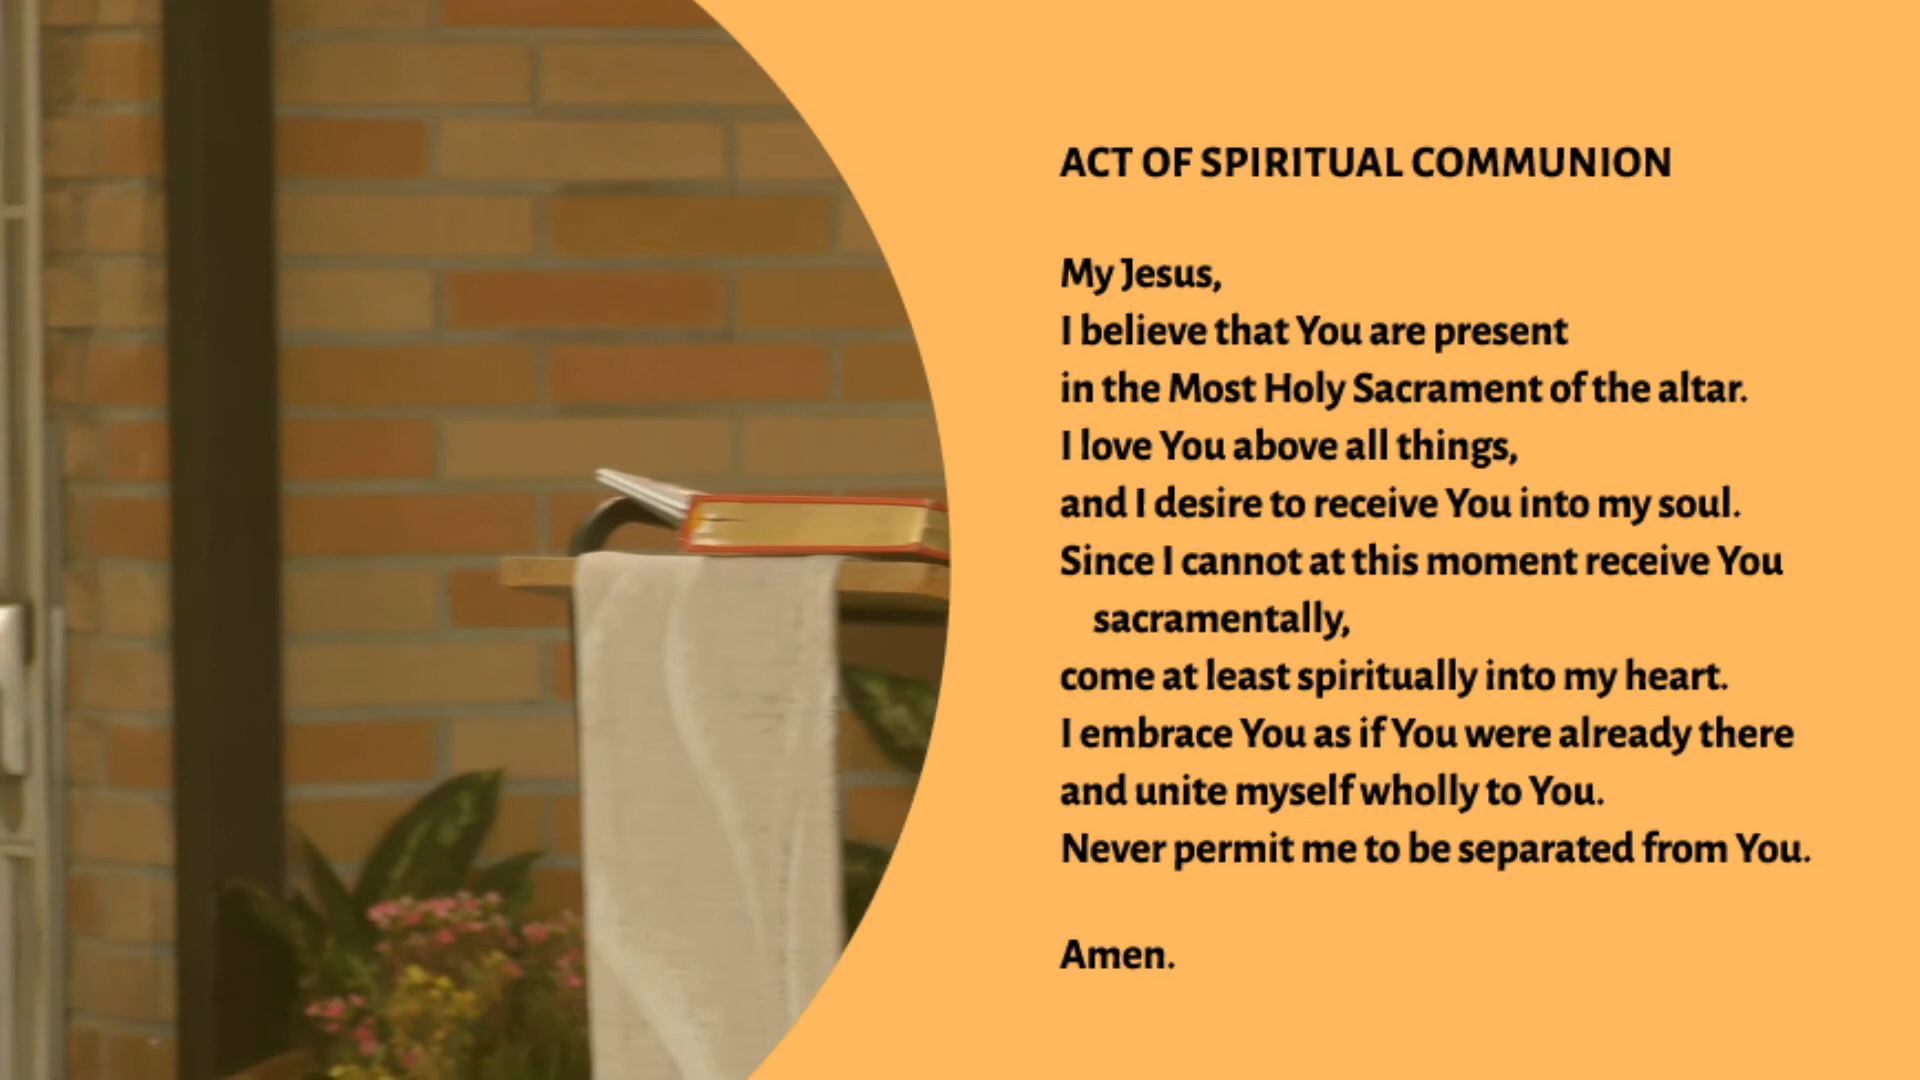 ACT OF SPIRITUAL COMMUNION
My Jesus,
I believe that You are present
in the Most Holy Sacrament of the altar.
I love You above all things,
and I desire to receive You into my soul.
Since I cannot at this moment receive You
sacramentally,
come at least spiritually into my heart.
I embrace You as if You were already there
and unite myself wholly to You.
Never permit me to be separated from You.
Amen.